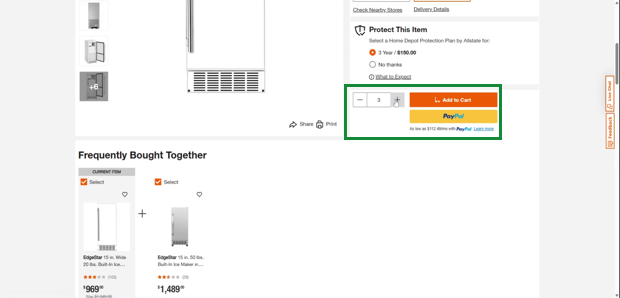 Check Nearby Stores
Delivery Details
Protect This Item
Select a Home Depot Protection Plan by Allstate for:
3 Year / $150.00
No thanks
What to Expect
+6
3
Add to Cart
PayPal
Learn more
Share
Print
Live Chat
Feedback
Frequently Bought Together
CURRENT ITEM
Select
Select
EdgeStar 15 in. Wide
20 lbs. Built-In Ice...
EdgeStar 15 in. 50 lbs.
Built-In Ice Maker in...
$969
$1,489